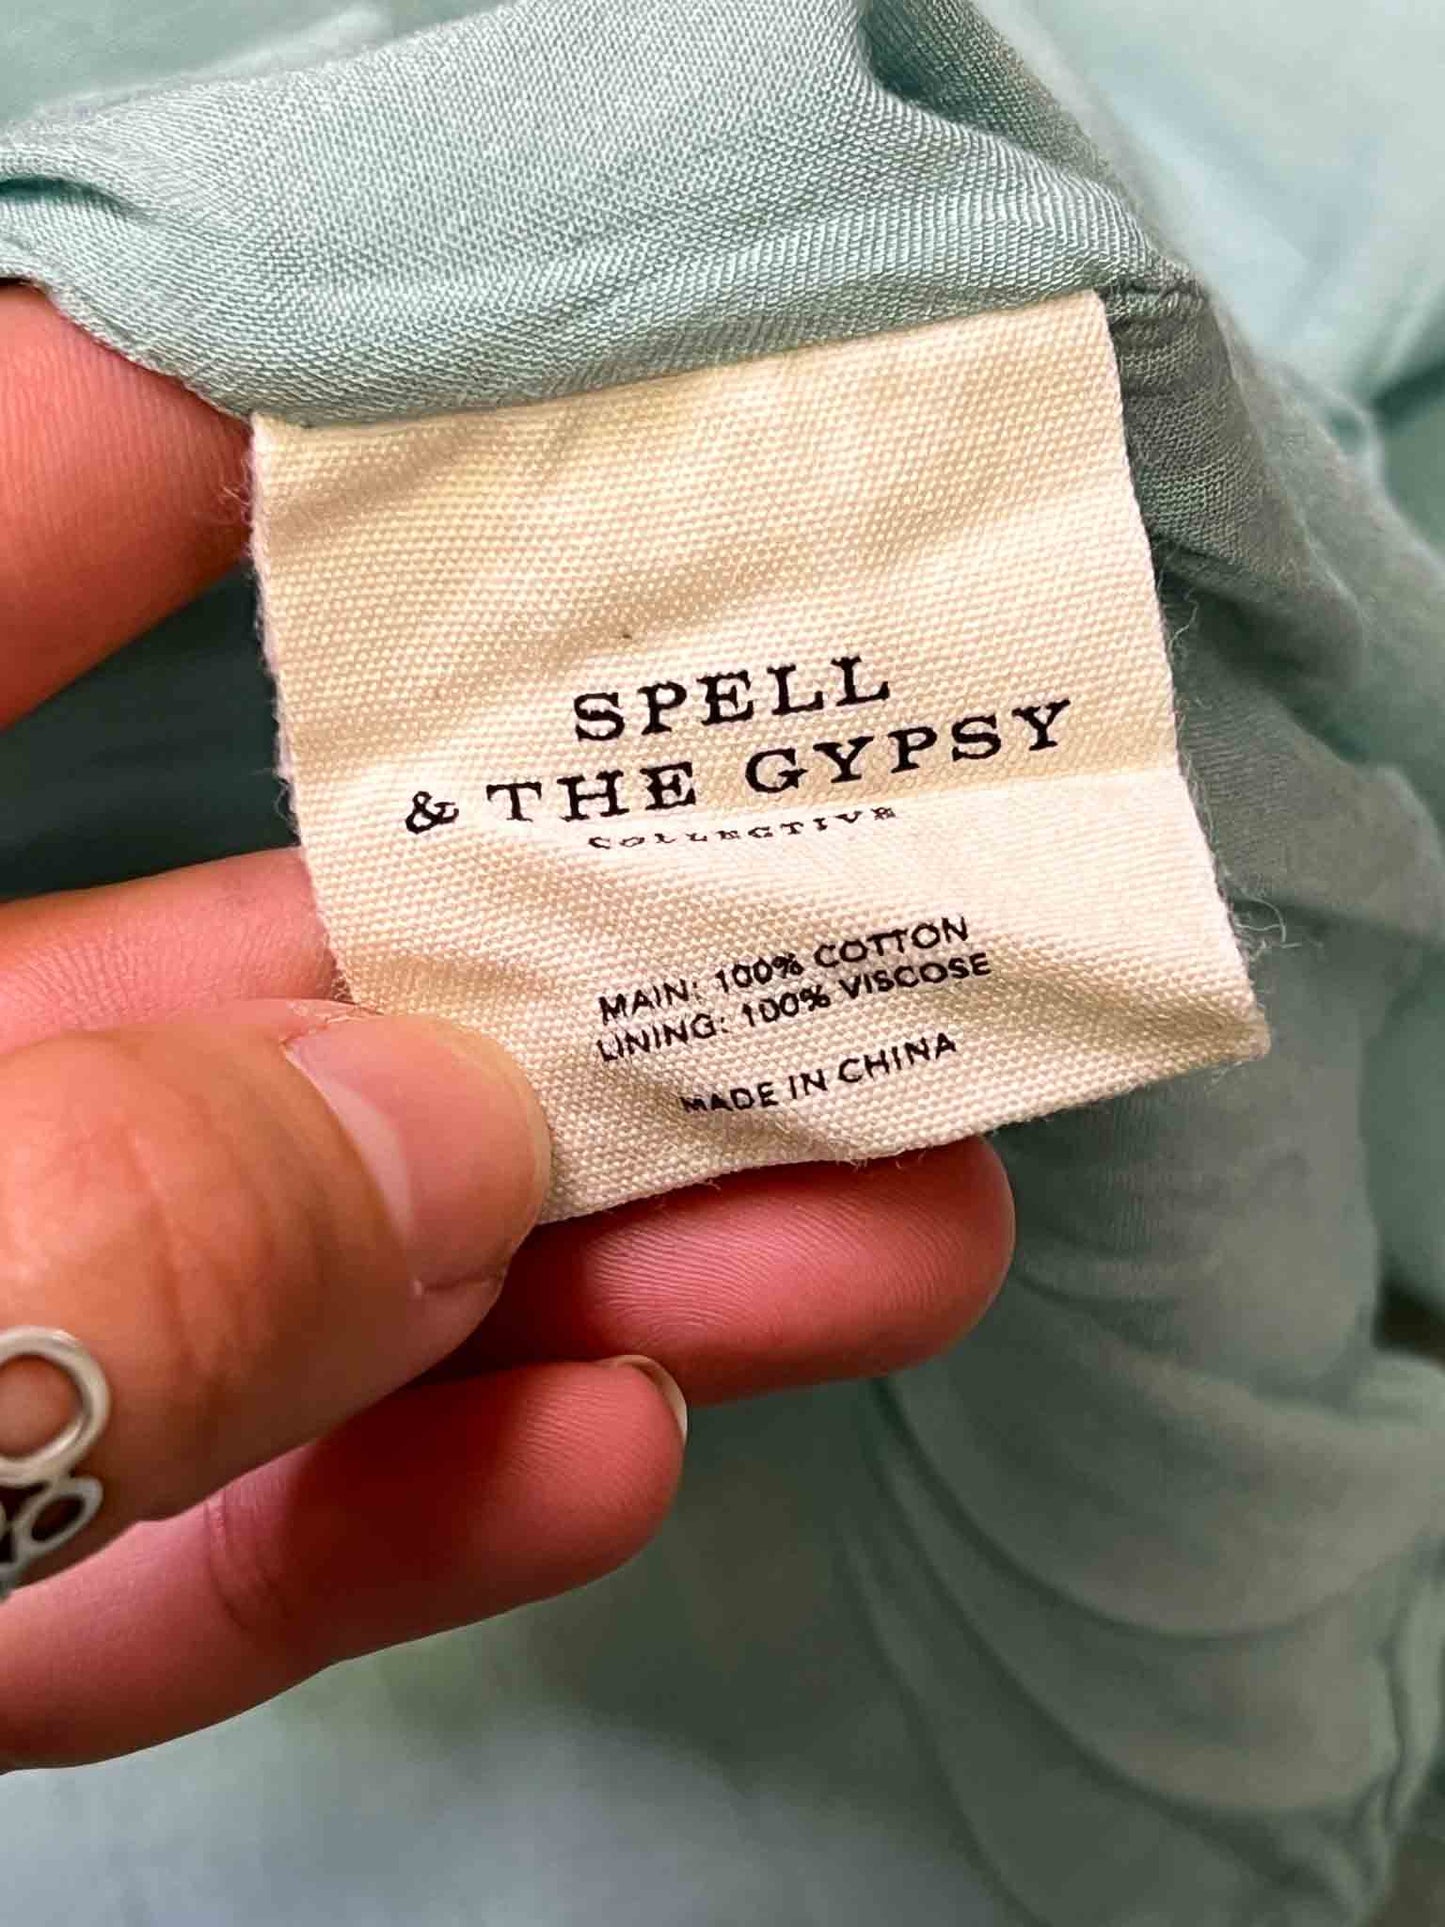 SPELL
& THE GYPSY
COLLECTIVE
MAIN: 100% COTTON
LINING: 100% VISCOSE
MADE IN CHINA